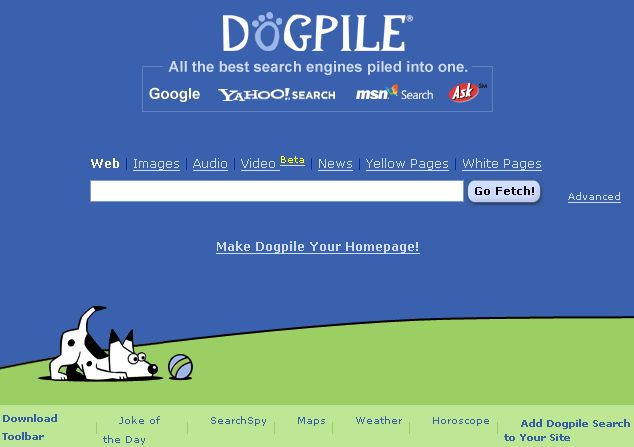 DOGPILE®
All the best search engines piled into one.
Google YAHOO! SEARCH msn Search Ask SM
Web | Images | Audio | Video Beta | News | Yellow Pages | White Pages
Go Fetch! Advanced
Make Dogpile Your Homepage!
Download Toolbar | Joke of the Day | SearchSpy | Maps | Weather | Horoscope | Add Dogpile Search to Your Site